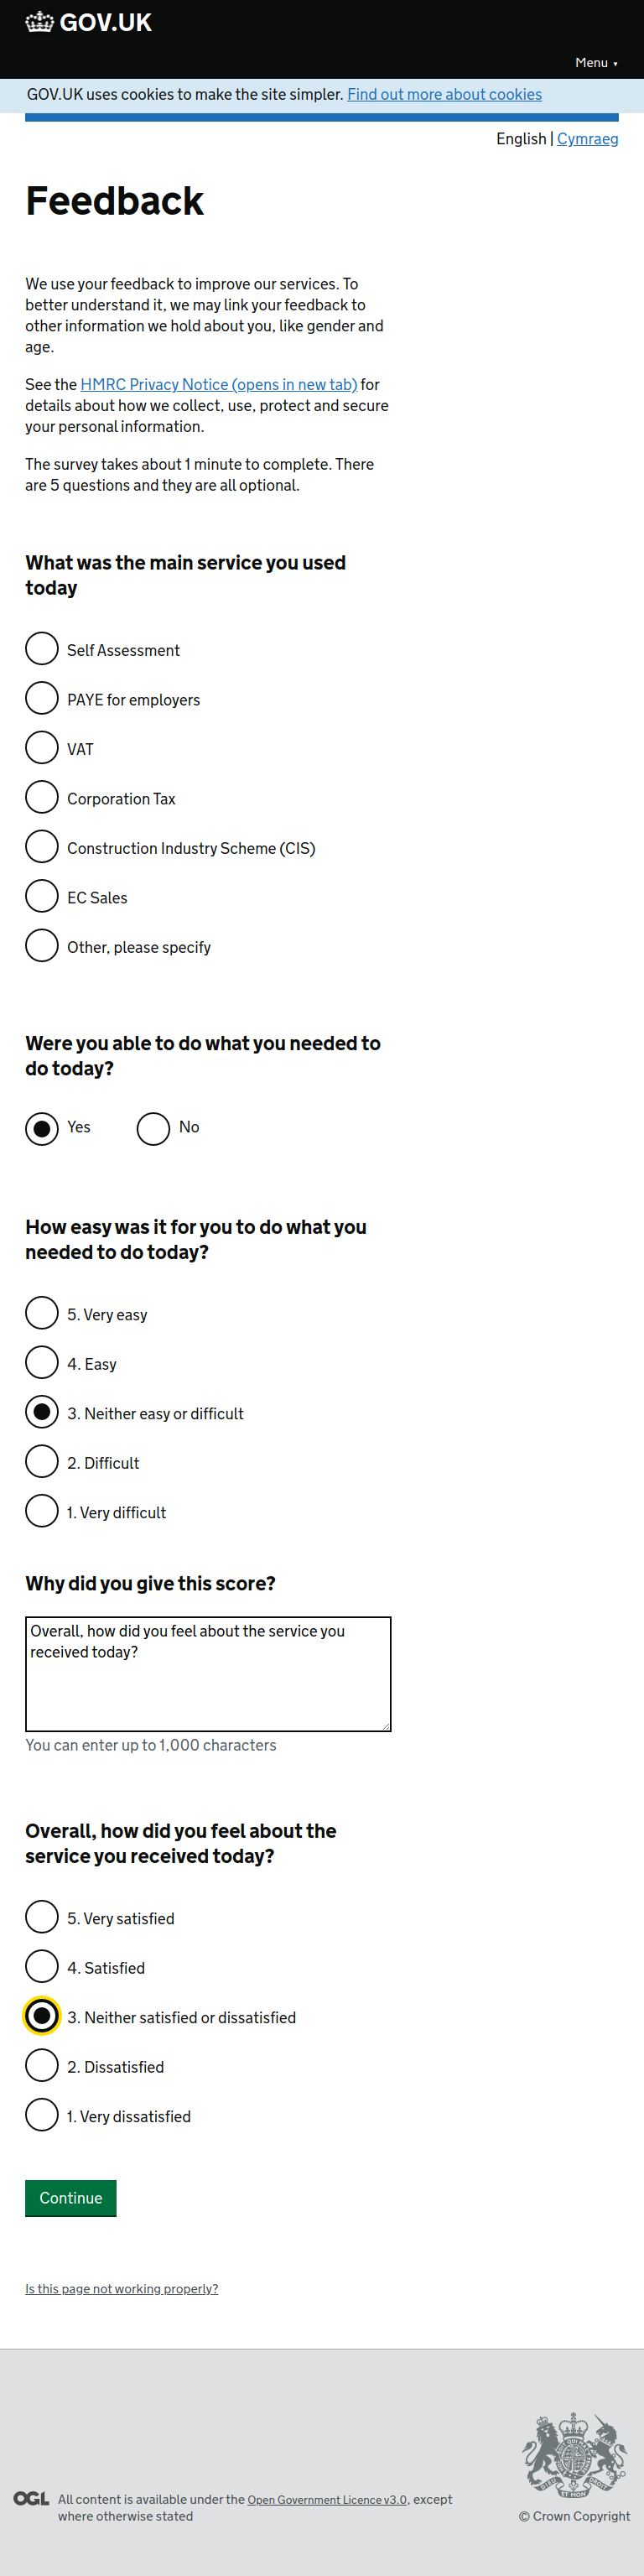 GOV.UK
Menu ▼
GOV.UK uses cookies to make the site simpler. Find out more about cookies
English | Cymraeg
Feedback
We use your feedback to improve our services. To
better understand it, we may link your feedback to
other information we hold about you, like gender and
age.
See the HMRC Privacy Notice (opens in new tab) for
details about how we collect, use, protect and secure
your personal information.
The survey takes about 1 minute to complete. There
are 5 questions and they are all optional.
What was the main service you used
today
Self Assessment
PAYE for employers
VAT
Corporation Tax
Construction Industry Scheme (CIS)
EC Sales
Other, please specify
Were you able to do what you needed to
do today?
Yes No
How easy was it for you to do what you
needed to do today?
5. Very easy
4. Easy
3. Neither easy or difficult
2. Difficult
1. Very difficult
Why did you give this score?
Overall, how did you feel about the service you
received today?
You can enter up to 1,000 characters
Overall, how did you feel about the
service you received today?
5. Very satisfied
4. Satisfied
3. Neither satisfied or dissatisfied
2. Dissatisfied
1. Very dissatisfied
Continue
Is this page not working properly?
OGL All content is available under the Open Government Licence v3.0, except
where otherwise stated
© Crown Copyright